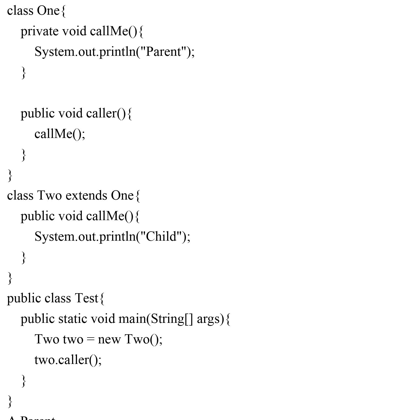 class One{
private void callMe(){
System.out.println("Parent");
}
public void caller(){
callMe();
}
}
class Two extends One{
public void callMe(){
System.out.println("Child");
}
}
public class Test{
public static void main(String[] args){
Two two = new Two();
two.caller();
}
}